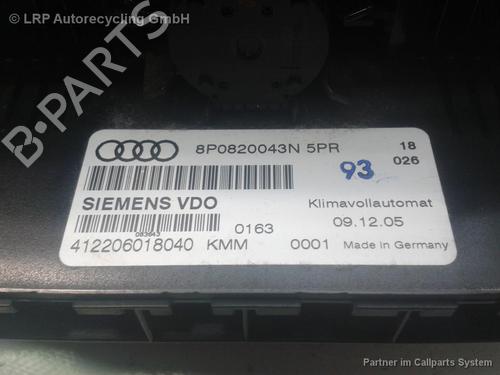 © LRP Autorecycling GmbH
B-PARTS
8P0820043N 5PR
18
026
93
SIEMENS VDO
Klimavollautomat
083643
0163
09.12.05
412206018040 KMM
0001 Made in Germany
Partner im Callparts System